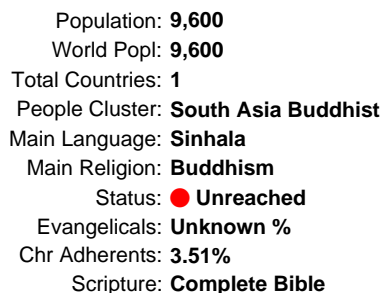 Population: 9,600
World Popl: 9,600
Total Countries: 1
People Cluster: South Asia Buddhist
Main Language: Sinhala
Main Religion: Buddhism
Status: Unreached
Evangelicals: Unknown %
Chr Adherents: 3.51%
Scripture: Complete Bible